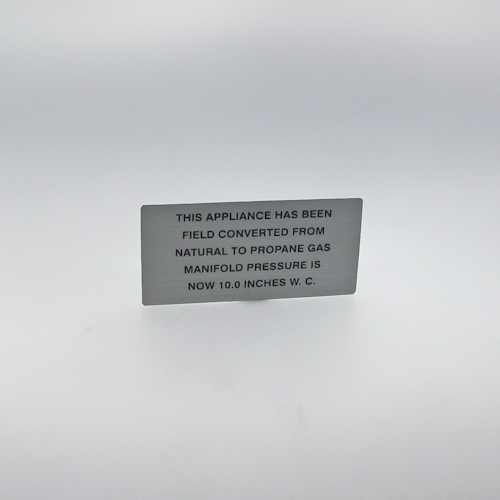 THIS APPLIANCE HAS BEEN
FIELD CONVERTED FROM
NATURAL TO PROPANE GAS
MANIFOLD PRESSURE IS
NOW 10.0 INCHES W. C.